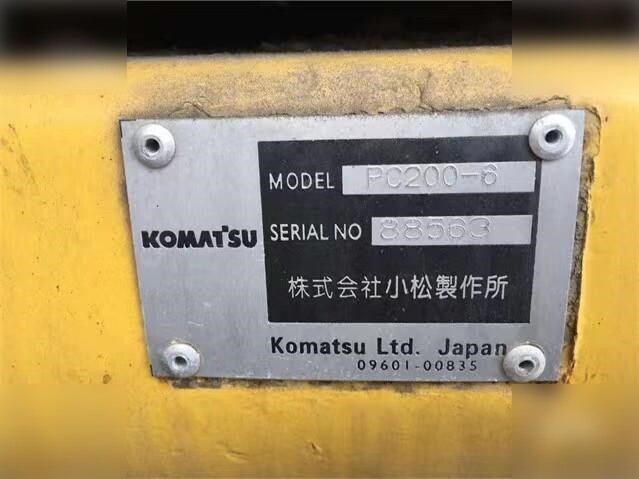 MODEL PC200-6
KOMATSU SERIAL NO 88563
株式会社小松製作所
Komatsu Ltd. Japan
09601-00835